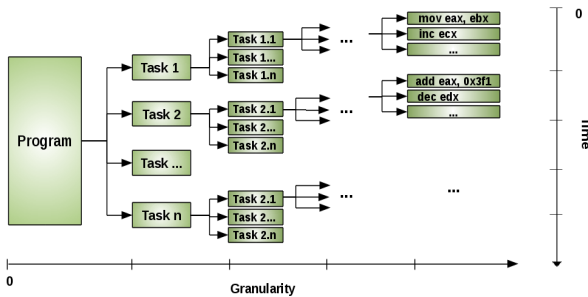 0
mov eax, ebx
inc ecx
...
Task 1.1
Task 1...
Task 1.n
...
Task 1
add eax, 0x3f1
dec edx
...
Task 2
Task 2.1
Task 2...
Task 2.n
...
Program
Time
Task ...
Task n
Task 2.1
Task 2...
Task 2.n
...
...
0
Granularity